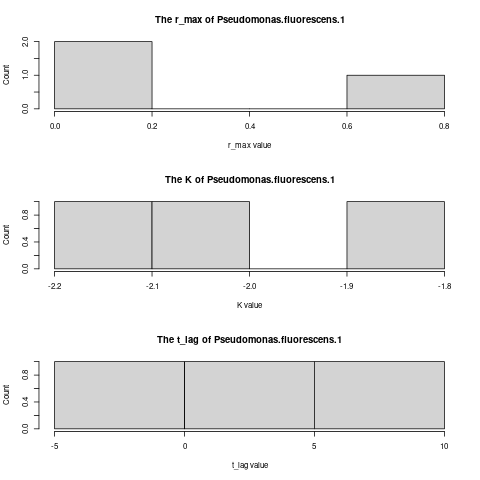 The r_max of Pseudomonas.fluorescens.1
Count
0.0 1.0 2.0
0.0 0.2 0.4 0.6 0.8
r_max value
The K of Pseudomonas.fluorescens.1
Count
0.0 0.4 0.8
-2.2 -2.1 -2.0 -1.9 -1.8
K value
The t_lag of Pseudomonas.fluorescens.1
Count
0.0 0.4 0.8
-5 0 5 10
t_lag value